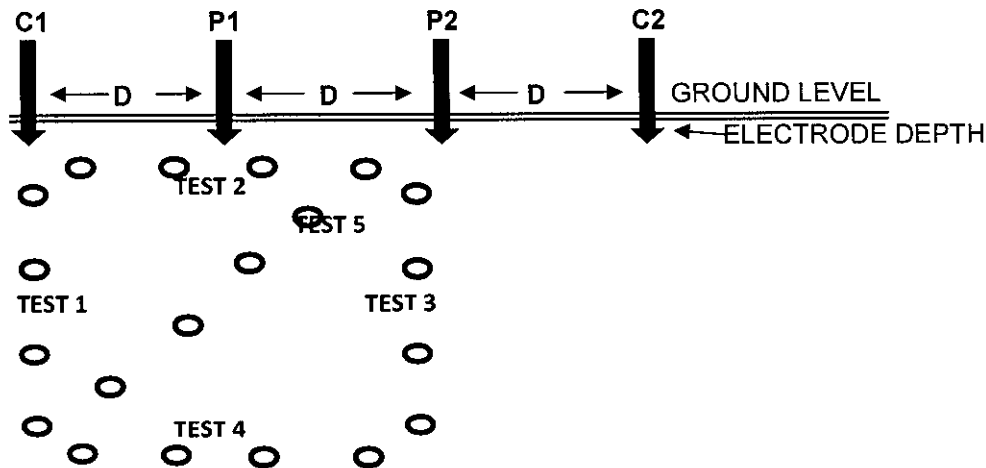 C1 P1 P2 C2
D D D
GROUND LEVEL
ELECTRODE DEPTH
TEST 2
TEST 5
TEST 1 TEST 3
TEST 4